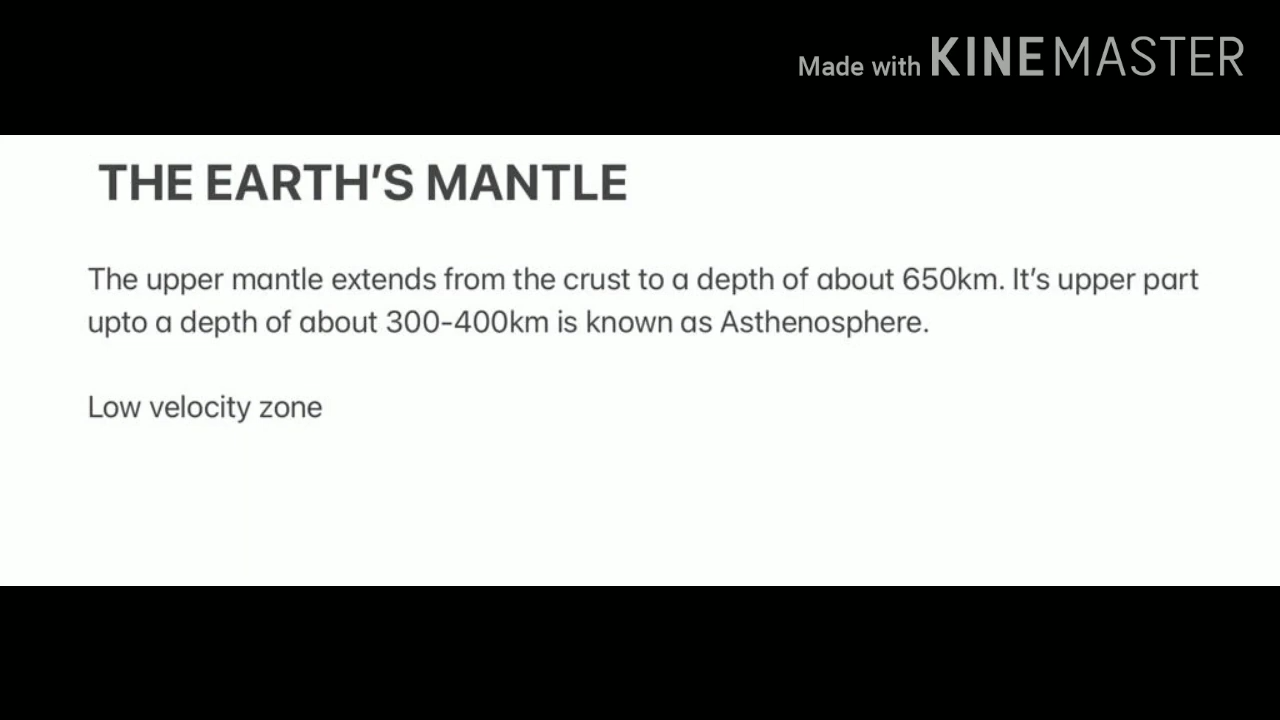 Made with KINEMASTER
THE EARTH'S MANTLE
The upper mantle extends from the crust to a depth of about 650km. It's upper part
upto a depth of about 300-400km is known as Asthenosphere.
Low velocity zone